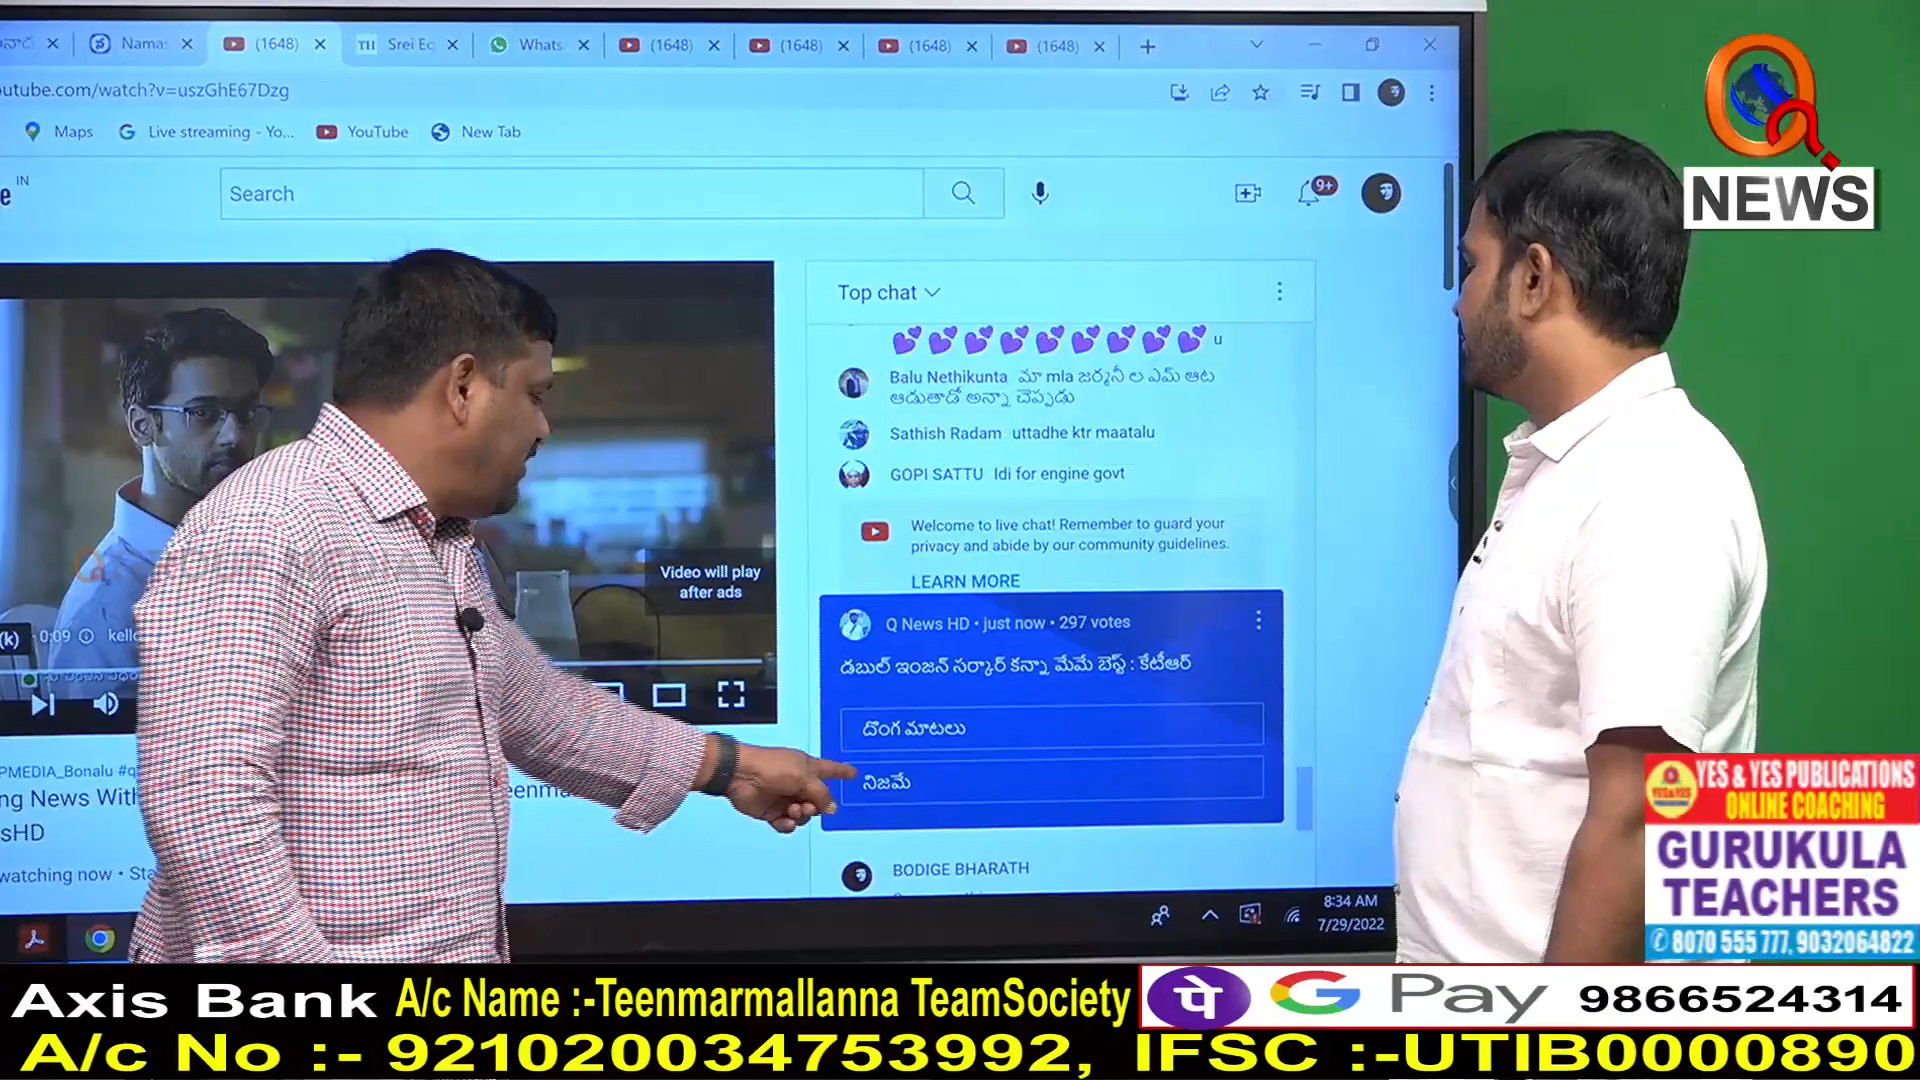 Namas
(1648)
Srei Eq
Whats
(1648)
(1648)
(1648)
(1648)
outube.com/watch?v=uszGhE67Dzg
Maps
Live streaming - Yo...
YouTube
New Tab
IN
Search
9+
Q
NEWS
Top chat
u
Balu Nethikunta మా mla జర్మనీ ల ఎమ్ ఆట
ఆడుతాడో అన్నా చెప్పడు
Sathish Radam uttadhe ktr maatalu
GOPI SATTU Idi for engine govt
Welcome to live chat! Remember to guard your
privacy and abide by our community guidelines.
LEARN MORE
Video will play
after ads
(k)
0:09
Q News HD • just now • 297 votes
డబుల్ ఇంజన్ సర్కార్ కన్నా మేమే బెస్ట్ : కేటీఆర్
దొంగ మాటలు
నిజమే
PMEDIA_Bonalu #q
ng News With
eenma
sHD
watching now • Sta
BODIGE BHARATH
8:34 AM
7/29/2022
YES & YES PUBLICATIONS
ONLINE COACHING
GURUKULA
TEACHERS
8070 555 777, 9032064822
Axis Bank A/c Name :-Teenmarmallanna TeamSociety
पे G Pay 9866524314
A/c No :- 921020034753992, IFSC :-UTIB0000890